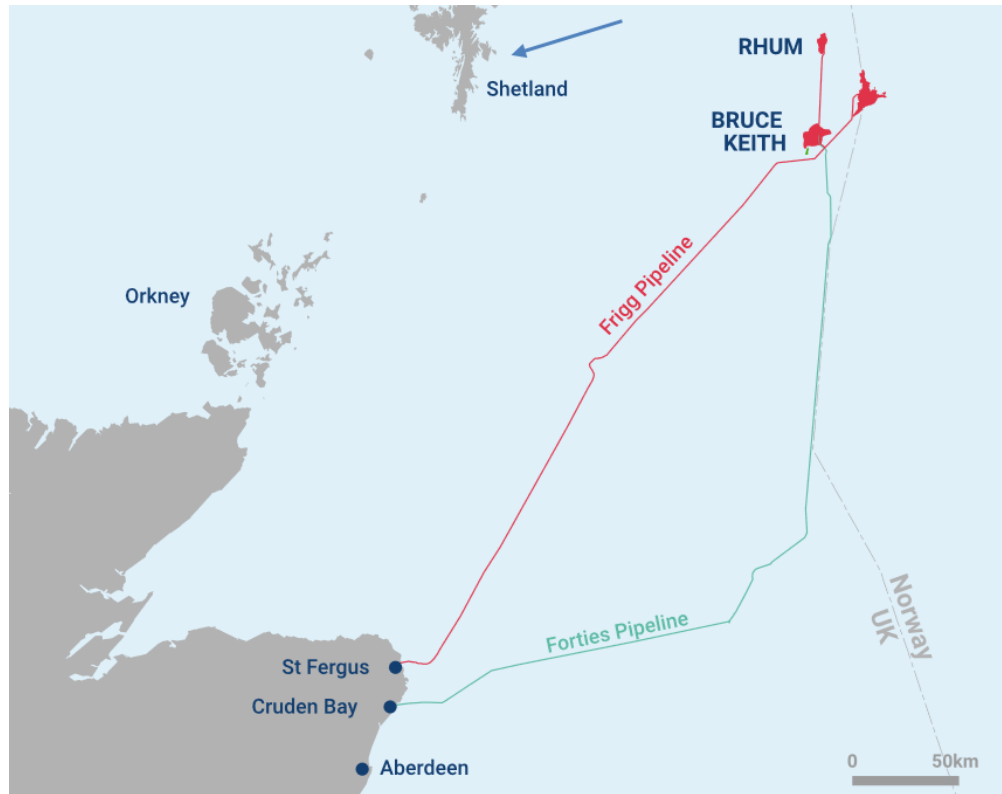 RHUM
Shetland
BRUCE
KEITH
Orkney
Frigg Pipeline
Norway
UK
Forties Pipeline
St Fergus
Cruden Bay
Aberdeen
0 50km